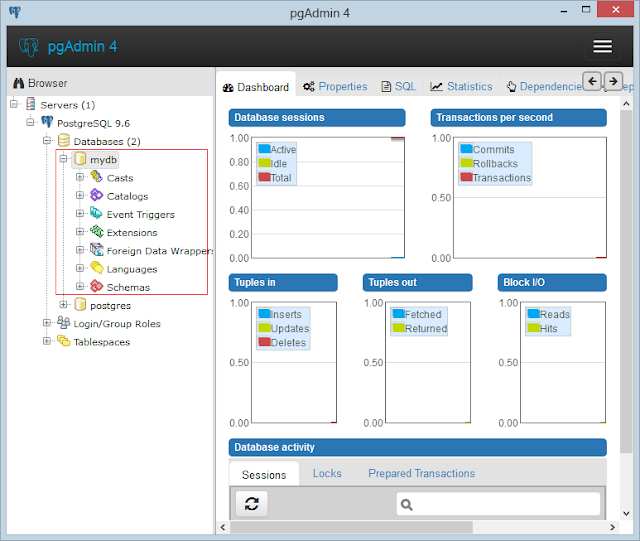 pgAdmin 4
pgAdmin 4
Browser
Servers (1)
PostgreSQL 9.6
Databases (2)
mydb
Casts
Catalogs
Event Triggers
Extensions
Foreign Data Wrappers
Languages
Schemas
postgres
Login/Group Roles
Tablespaces
Dashboard Properties SQL Statistics Dependencie
Database sessions
1.00
0.80
0.60
0.40
0.20
0.00
Active
Idle
Total
Transactions per second
1.00
0.50
0.00
Commits
Rollbacks
Transactions
Tuples in
1.00
0.50
0.00
Inserts
Updates
Deletes
Tuples out
1.00
0.50
0.00
Fetched
Returned
Block I/O
1.00
0.50
0.00
Reads
Hits
Database activity
Sessions Locks Prepared Transactions